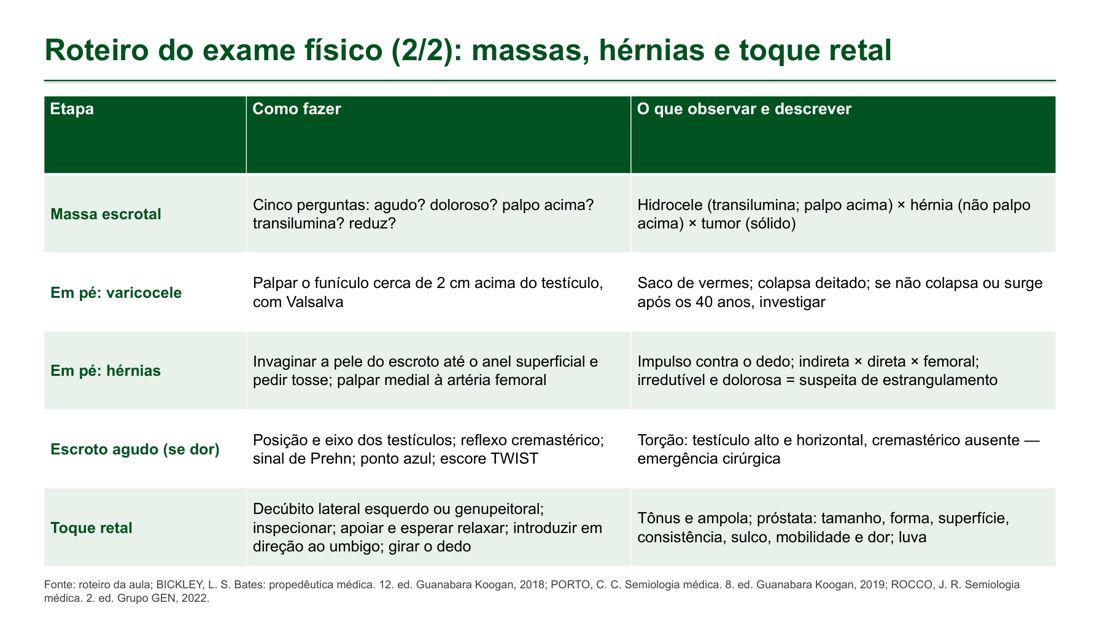 Roteiro do exame físico (2/2): massas, hérnias e toque retal
Etapa
Como fazer
O que observar e descrever
Massa escrotal
Cinco perguntas: agudo? doloroso? palpo acima?
transilumina? reduz?
Hidrocele (transilumina; palpo acima) × hérnia (não palpo
acima) × tumor (sólido)
Em pé: varicocele
Palpar o funículo cerca de 2 cm acima do testículo,
com Valsalva
Saco de vermes; colapsa deitado; se não colapsa ou surge
após os 40 anos, investigar
Em pé: hérnias
Invaginar a pele do escroto até o anel superficial e
pedir tosse; palpar medial à artéria femoral
Impulso contra o dedo; indireta × direta × femoral;
irredutível e dolorosa = suspeita de estrangulamento
Escroto agudo (se dor)
Posição e eixo dos testículos; reflexo cremastérico;
sinal de Prehn; ponto azul; escore TWIST
Torção: testículo alto e horizontal, cremastérico ausente —
emergência cirúrgica
Toque retal
Decúbito lateral esquerdo ou genupeitoral;
inspecionar; apoiar e esperar relaxar; introduzir em
direção ao umbigo; girar o dedo
Tônus e ampola; próstata: tamanho, forma, superfície,
consistência, sulco, mobilidade e dor; luva
Fonte: roteiro da aula; BICKLEY, L. S. Bates: propedêutica médica. 12. ed. Guanabara Koogan, 2018; PORTO, C. C. Semiologia médica. 8. ed. Guanabara Koogan, 2019; ROCCO, J. R. Semiologia
médica. 2. ed. Grupo GEN, 2022.